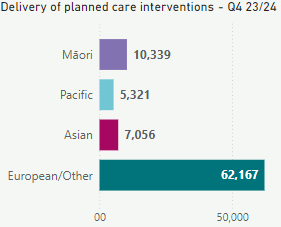 Delivery of planned care interventions - Q4 23/24
Māori 10,339
Pacific 5,321
Asian 7,056
European/Other 62,167
00 50,000